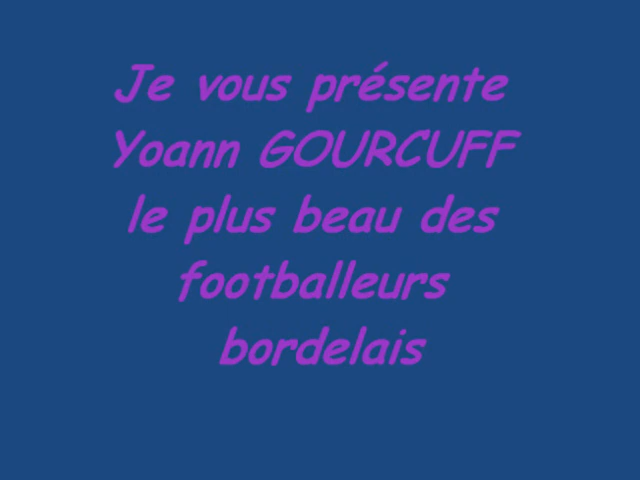 Je vous présente
Yoann GOURCUFF
le plus beau des
footballeurs
bordelais